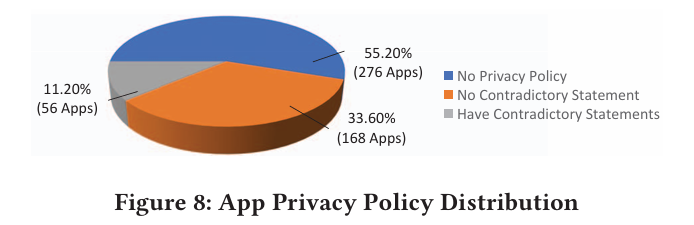 55.20%
(276 Apps)
11.20%
(56 Apps)
33.60%
(168 Apps)
No Privacy Policy
No Contradictory Statement
Have Contradictory Statements
Figure 8: App Privacy Policy Distribution